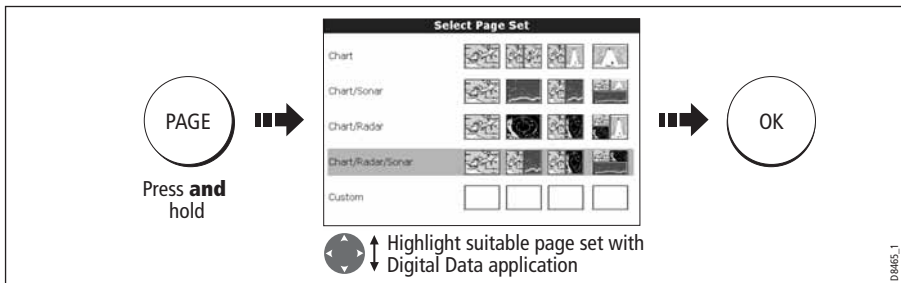 Select Page Set
Chart
Chart/Sonar
Chart/Radar
Chart/Radar/Sonar
Custom
PAGE
Press and
hold
OK
Highlight suitable page set with
Digital Data application
D8465_1